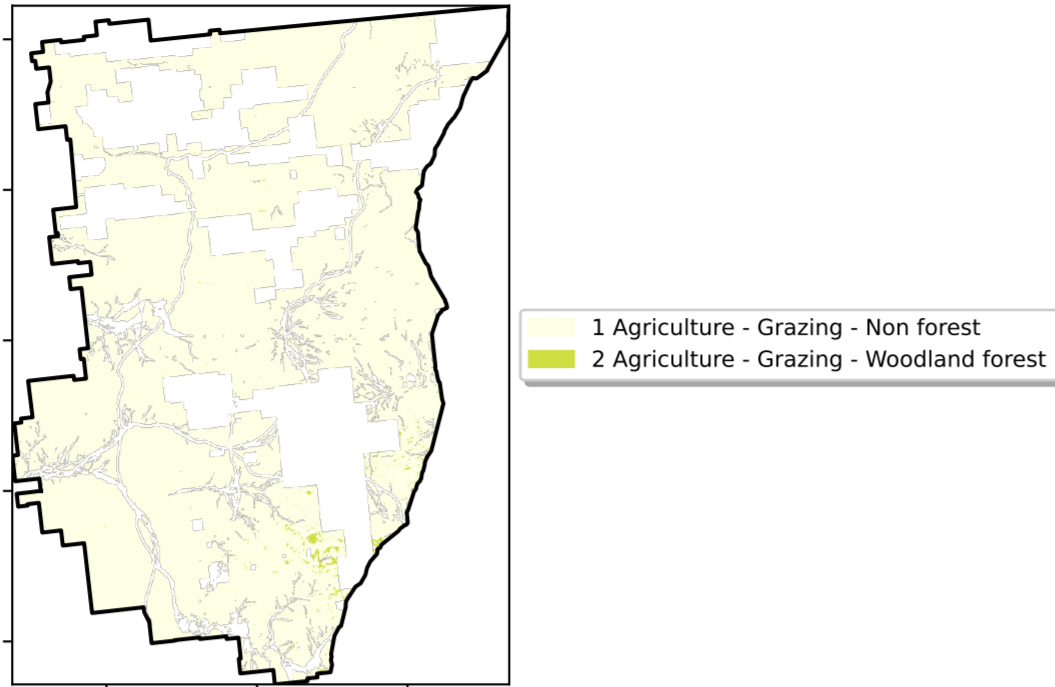 1 Agriculture - Grazing - Non forest
2 Agriculture - Grazing - Woodland forest